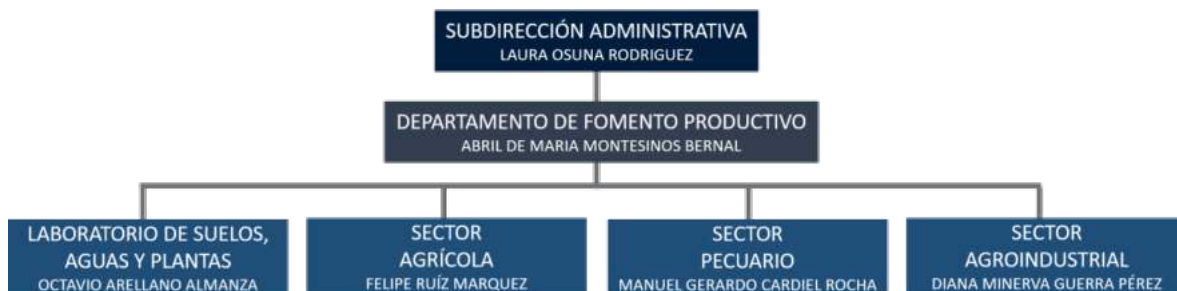 SUBDIRECCIÓN ADMINISTRATIVA
LAURA OSUNA RODRIGUEZ
DEPARTAMENTO DE FOMENTO PRODUCTIVO
ABRIL DE MARIA MONTESINOS BERNAL
LABORATORIO DE SUELOS,
AGUAS Y PLANTAS
OCTAVIO ARELLANO ALMANZA
SECTOR
AGRÍCOLA
FELIPE RUÍZ MARQUEZ
SECTOR
PECUARIO
MANUEL GERARDO CARDIEL ROCHA
SECTOR
AGROINDUSTRIAL
DIANA MINERVA GUERRA PÉREZ